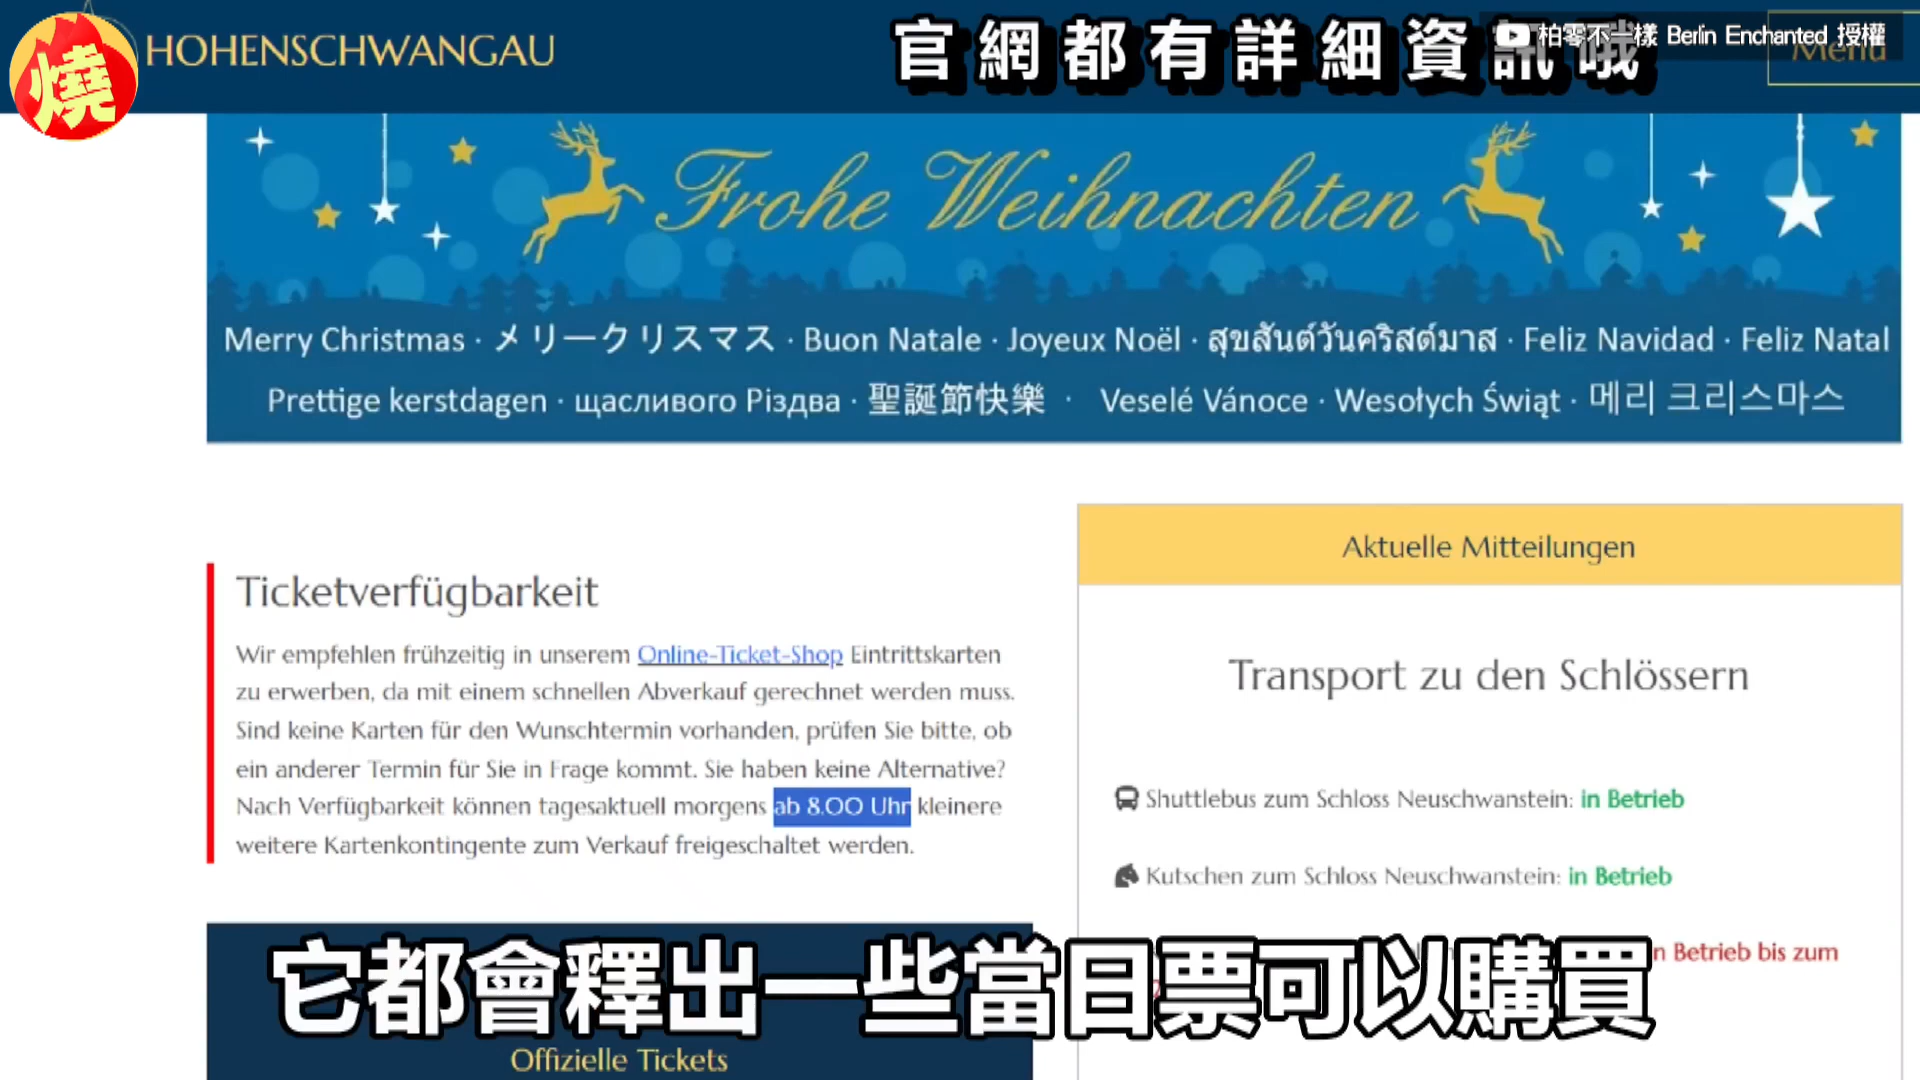 燒
HOHENSCHWANGAU
官網都有詳細資訊哦
柏零不一樣 Berlin Enchanted 授權
Menü
Frohe Weihnachten
Merry Christmas · メリークリスマス · Buon Natale · Joyeux Noël · สุขสันต์วันคริสต์มาส · Feliz Navidad · Feliz Natal
Prettige kerstdagen · щасливого Різдва · 聖誕節快樂 · Veselé Vánoce · Wesołych Świąt · 메리 크리스마스
Ticketverfügbarkeit
Wir empfehlen frühzeitig in unserem Online-Ticket-Shop Eintrittskarten
zu erwerben, da mit einem schnellen Abverkauf gerechnet werden muss.
Sind keine Karten für den Wunschtermin vorhanden, prüfen Sie bitte, ob
ein anderer Termin für Sie in Frage kommt. Sie haben keine Alternative?
Nach Verfügbarkeit können tagesaktuell morgens ab 8.00 Uhr kleinere
weitere Kartenkontingente zum Verkauf freigeschaltet werden.
Aktuelle Mitteilungen
Transport zu den Schlössern
Shuttlebus zum Schloss Neuschwanstein: in Betrieb
Kutschen zum Schloss Neuschwanstein: in Betrieb
Betrieb bis zum
它都會釋出一些當日票可以購買
Offizielle Tickets